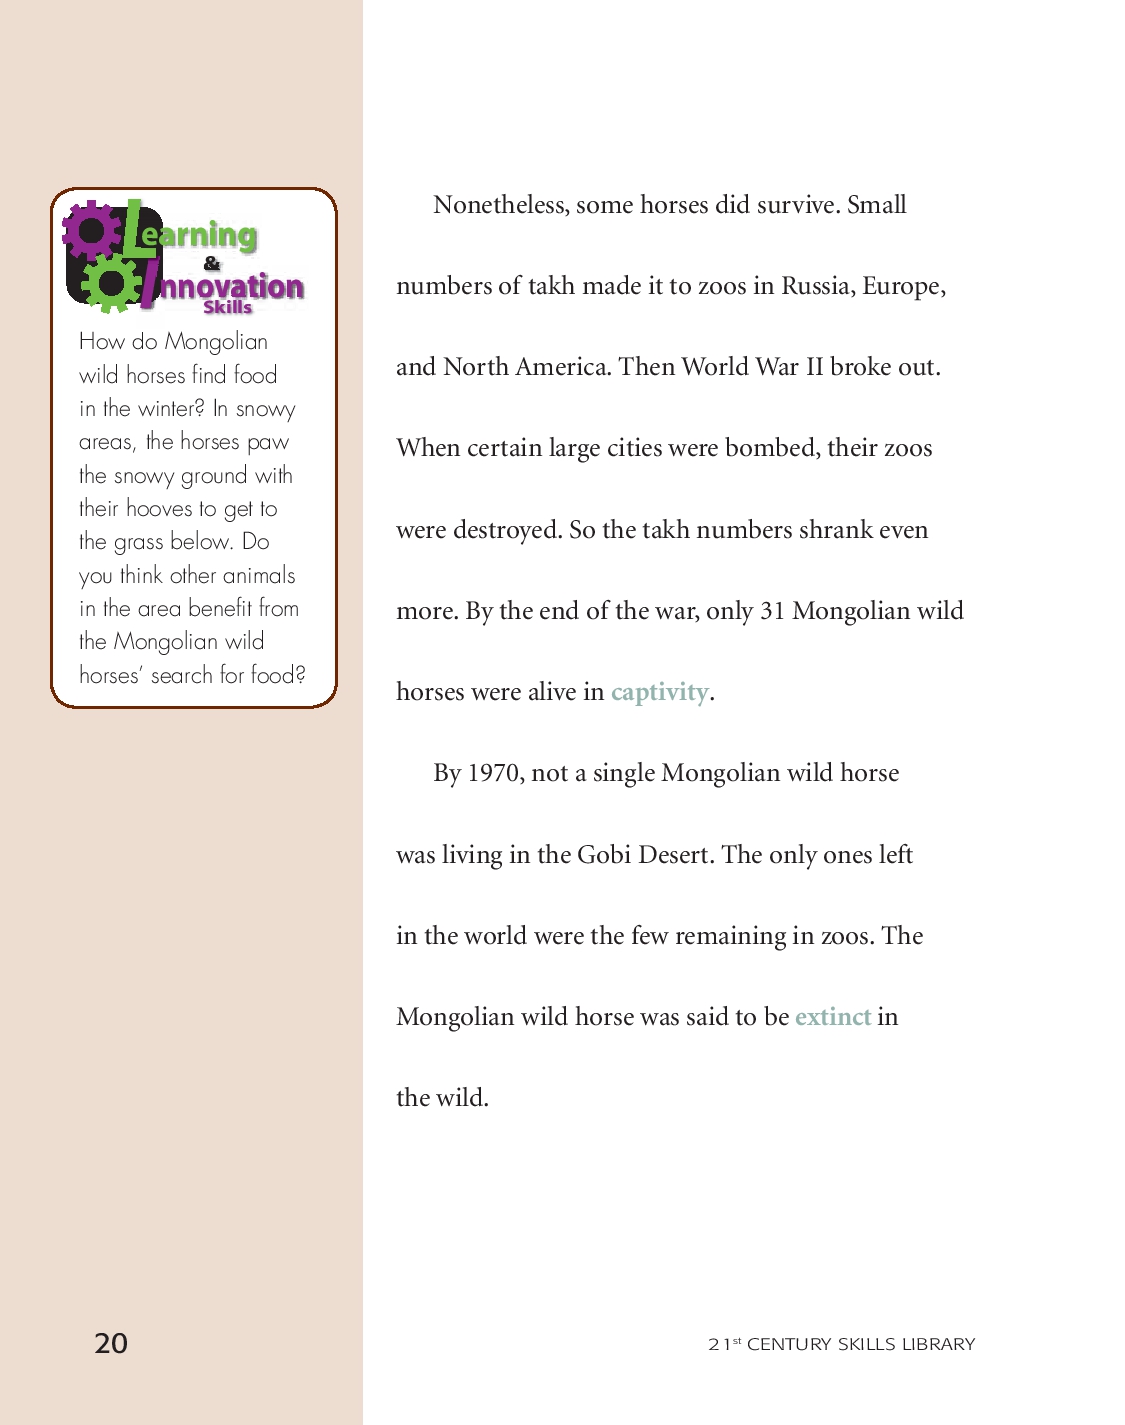 Learning
&
Innovation
Skills
How do Mongolian
wild horses find food
in the winter? In snowy
areas, the horses paw
the snowy ground with
their hooves to get to
the grass below. Do
you think other animals
in the area benefit from
the Mongolian wild
horses’ search for food?
Nonetheless, some horses did survive. Small
numbers of takh made it to zoos in Russia, Europe,
and North America. Then World War II broke out.
When certain large cities were bombed, their zoos
were destroyed. So the takh numbers shrank even
more. By the end of the war, only 31 Mongolian wild
horses were alive in captivity.
By 1970, not a single Mongolian wild horse
was living in the Gobi Desert. The only ones left
in the world were the few remaining in zoos. The
Mongolian wild horse was said to be extinct in
the wild.
20
21st CENTURY SKILLS LIBRARY